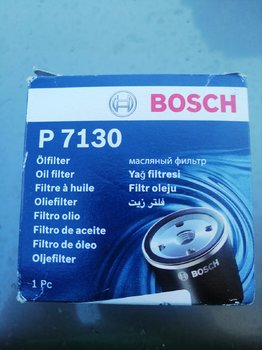 BOSCH
P 7130
Ölfilter
Oil filter
Filtre à huile
Oliefilter
Filtro olio
Filtro de aceite
Filtro de óleo
Oljefilter
масляный фильтр
Yağ filtresi
Filtr oleju
فلتر زيت
BOSCH
1 Pc